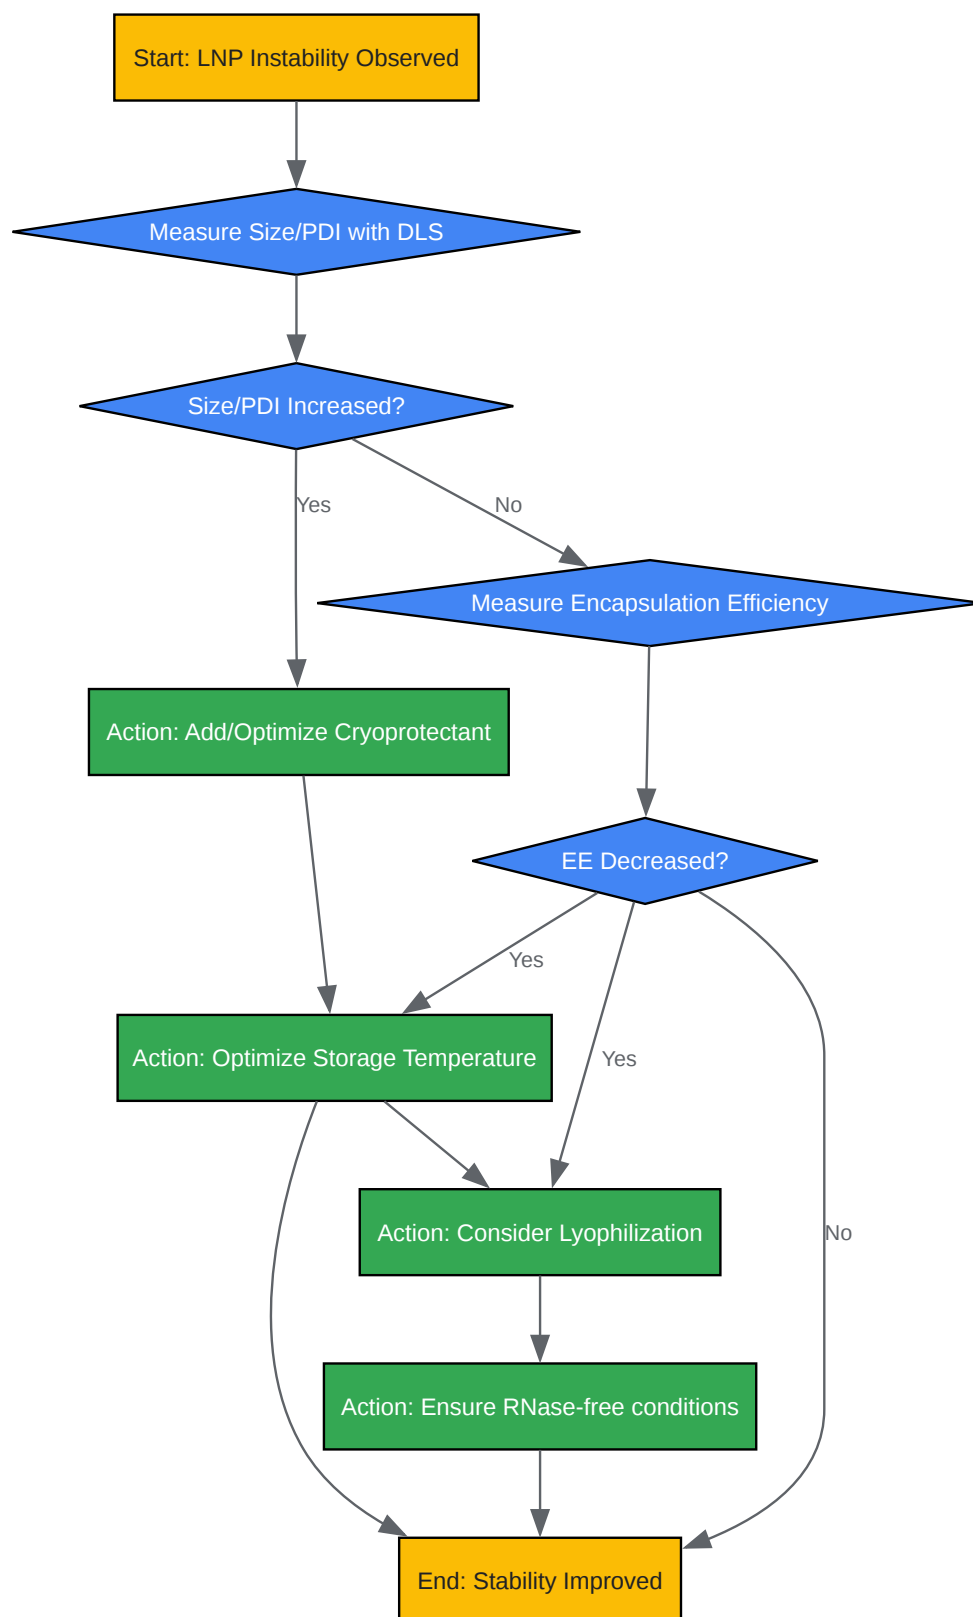 Start: LNP Instability Observed
Measure Size/PDI with DLS
Size/PDI Increased?
Yes
No
Measure Encapsulation Efficiency
Action: Add/Optimize Cryoprotectant
EE Decreased?
Yes
Action: Optimize Storage Temperature
Yes
Action: Consider Lyophilization
No
Action: Ensure RNase-free conditions
End: Stability Improved